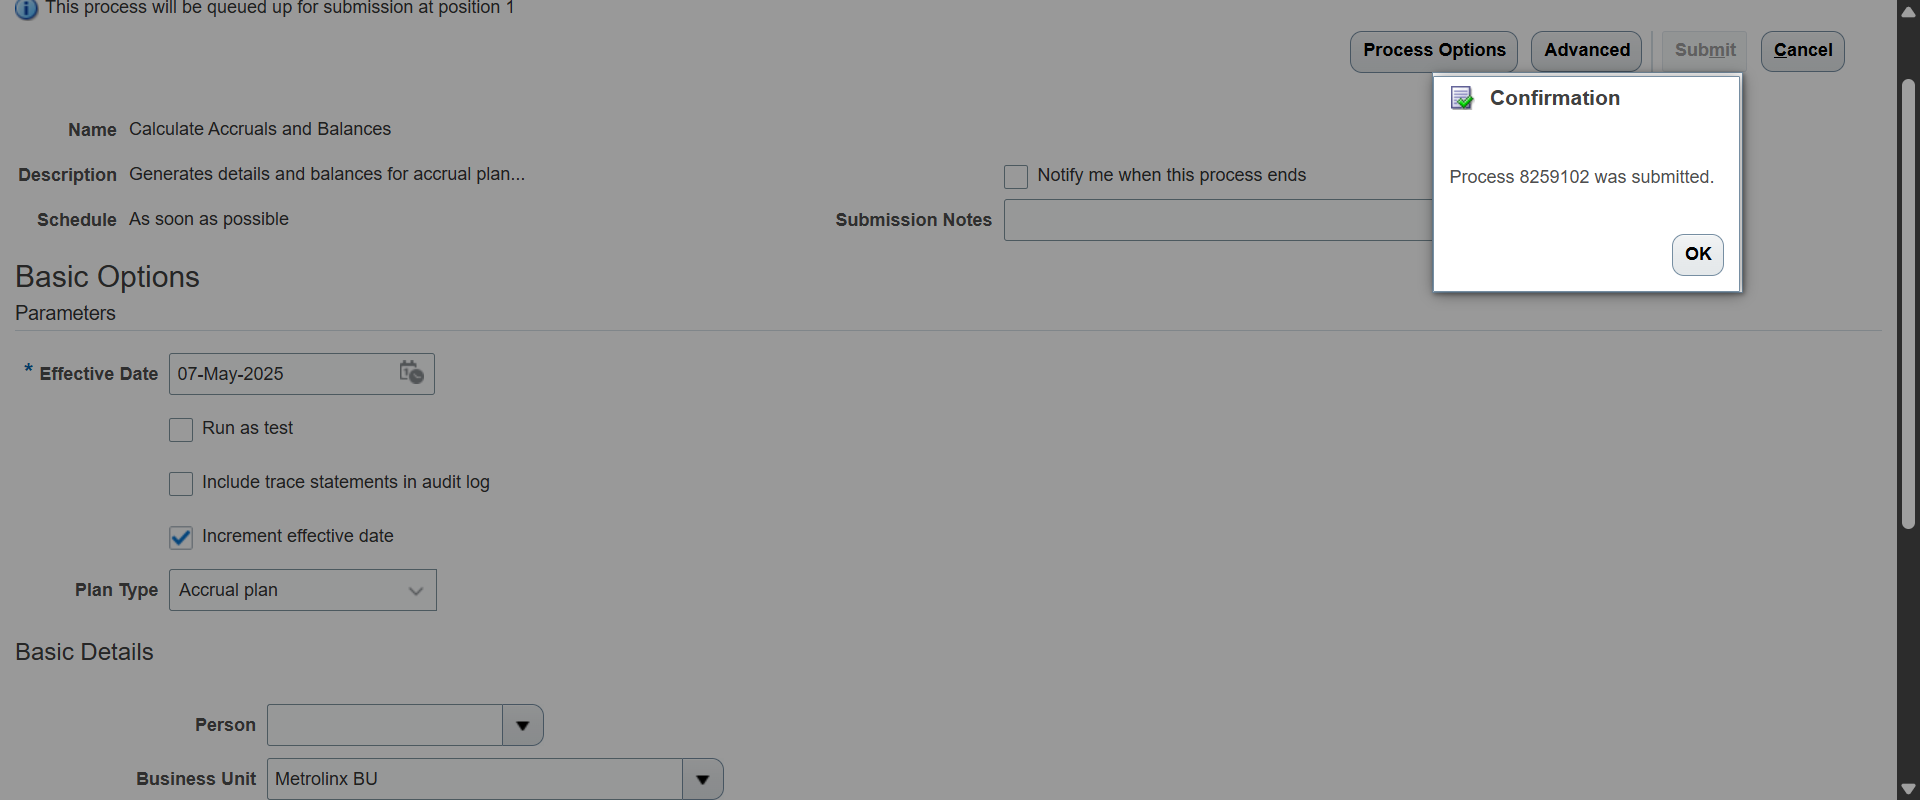 This process will be queued up for submission at position 1
Process Options
Advanced
Submit
Cancel
Confirmation
Process 8259102 was submitted.
OK
Name Calculate Accruals and Balances
Description Generates details and balances for accrual plan...
Notify me when this process ends
Schedule As soon as possible
Submission Notes
Basic Options
Parameters
* Effective Date 07-May-2025
Run as test
Include trace statements in audit log
Increment effective date
Plan Type Accrual plan
Basic Details
Person
Business Unit Metrolinx BU